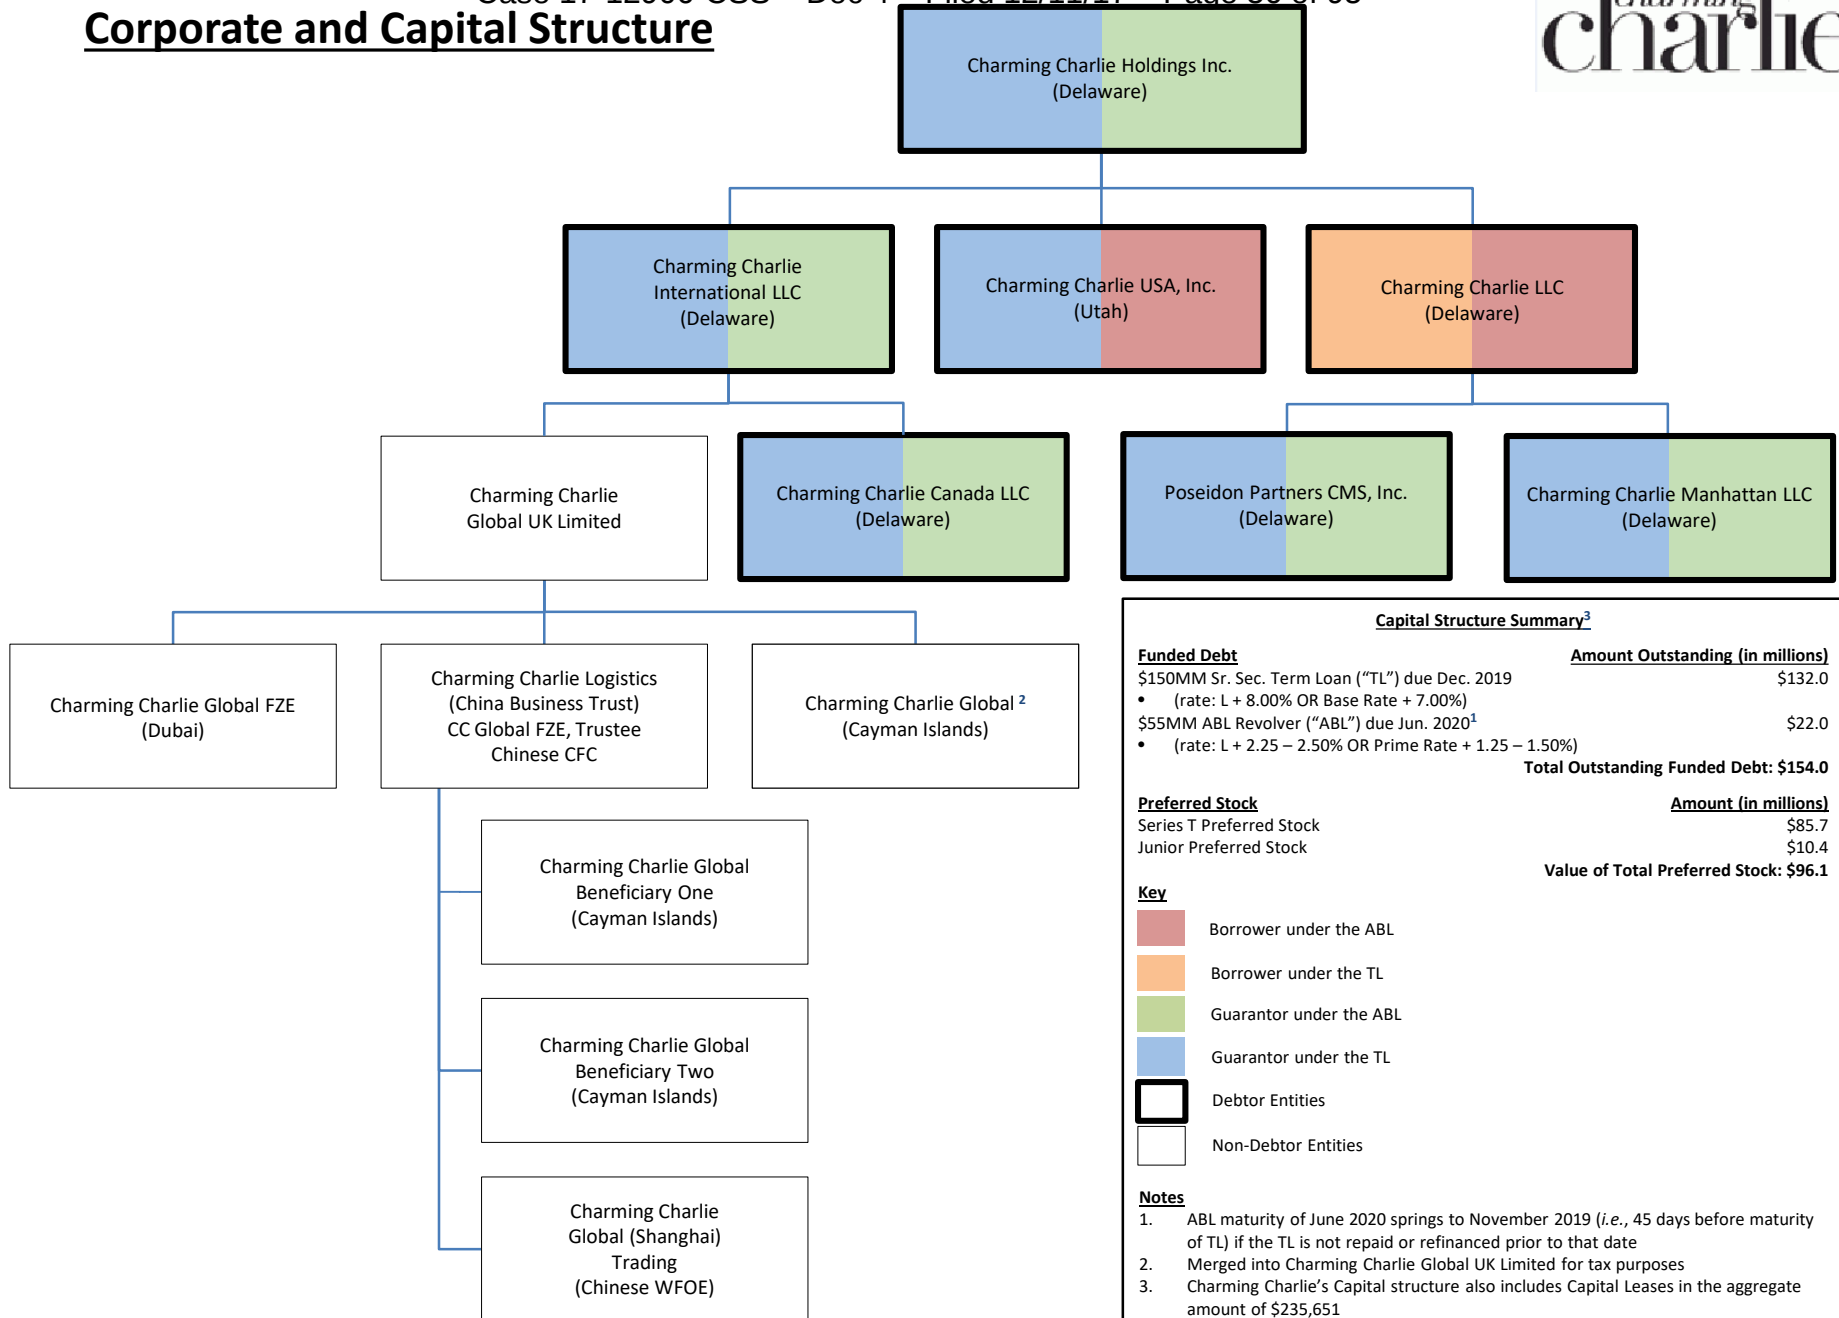 Corporate and Capital Structure
charming
charlie
Charming Charlie Holdings Inc.
(Delaware)
Charming Charlie
International LLC
(Delaware)
Charming Charlie USA, Inc.
(Utah)
Charming Charlie LLC
(Delaware)
Charming Charlie
Global UK Limited
Charming Charlie Canada LLC
(Delaware)
Poseidon Partners CMS, Inc.
(Delaware)
Charming Charlie Manhattan LLC
(Delaware)
Charming Charlie Global FZE
(Dubai)
Charming Charlie Logistics
(China Business Trust)
CC Global FZE, Trustee
Chinese CFC
Charming Charlie Global 2
(Cayman Islands)
Charming Charlie Global
Beneficiary One
(Cayman Islands)
Charming Charlie Global
Beneficiary Two
(Cayman Islands)
Charming Charlie
Global (Shanghai)
Trading
(Chinese WFOE)
Capital Structure Summary3
Funded Debt Amount Outstanding (in millions)
$150MM Sr. Sec. Term Loan (“TL”) due Dec. 2019 $132.0
• (rate: L + 8.00% OR Base Rate + 7.00%)
$55MM ABL Revolver (“ABL”) due Jun. 20201 $22.0
• (rate: L + 2.25 – 2.50% OR Prime Rate + 1.25 – 1.50%)
Total Outstanding Funded Debt: $154.0
Preferred Stock Amount (in millions)
Series T Preferred Stock $85.7
Junior Preferred Stock $10.4
Value of Total Preferred Stock: $96.1
Key
Borrower under the ABL
Borrower under the TL
Guarantor under the ABL
Guarantor under the TL
Debtor Entities
Non-Debtor Entities
Notes
1. ABL maturity of June 2020 springs to November 2019 (i.e., 45 days before maturity
of TL) if the TL is not repaid or refinanced prior to that date
2. Merged into Charming Charlie Global UK Limited for tax purposes
3. Charming Charlie’s Capital structure also includes Capital Leases in the aggregate
amount of $235,651